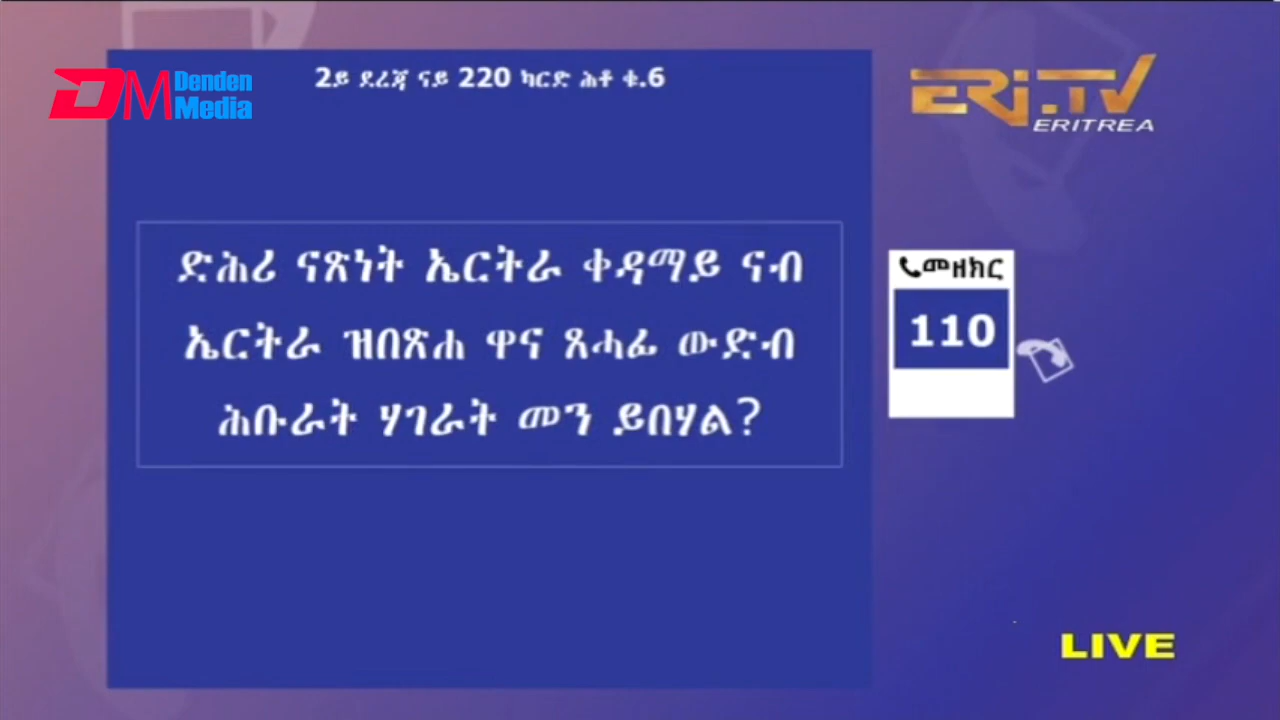 DM Denden Media
2ይ ደረጃ ናይ 220 ካርድ ሕቶ ቁ.6
ERi.TV
ERITREA
ድሕሪ ናጽነት ኤርትራ ቀዳማይ ናብ
ኤርትራ ዝበጽሐ ዋና ጸሓፊ ውድብ
ሕቡራት ሃገራት መን ይበሃል?
መዘክር
110
LIVE